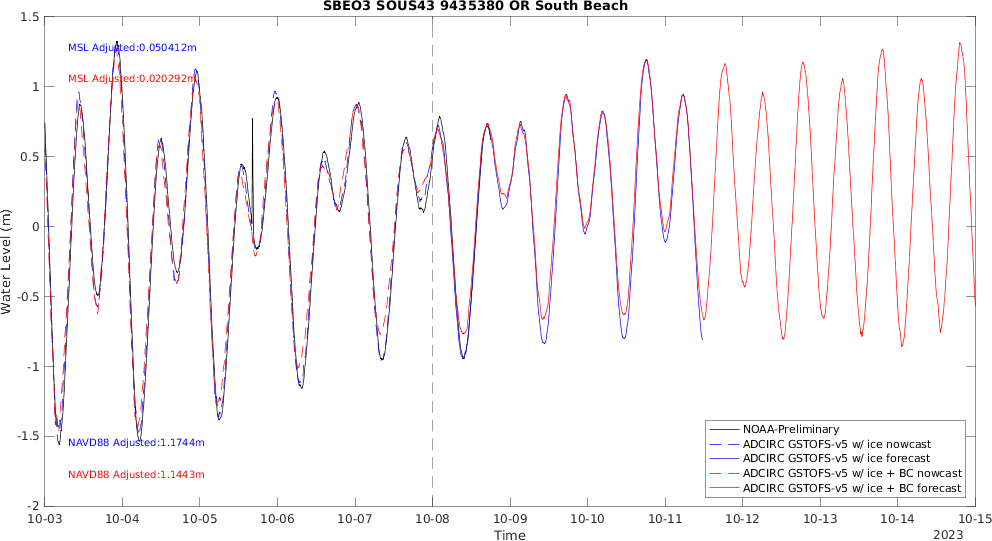 SBEO3 SOUS43 9435380 OR South Beach
1.5
1
0.5
0
-0.5
-1
-1.5
-2
Water Level (m)
MSL Adjusted:0.050412m
MSL Adjusted:0.020292m
NAVD88 Adjusted:1.1744m
NAVD88 Adjusted:1.1443m
NOAA-Preliminary
ADCIRC GSTOFS-v5 w/ ice nowcast
ADCIRC GSTOFS-v5 w/ ice forecast
ADCIRC GSTOFS-v5 w/ ice + BC nowcast
ADCIRC GSTOFS-v5 w/ ice + BC forecast
10-03 10-04 10-05 10-06 10-07 10-08 10-09 10-10 10-11 10-12 10-13 10-14 10-15
Time
2023